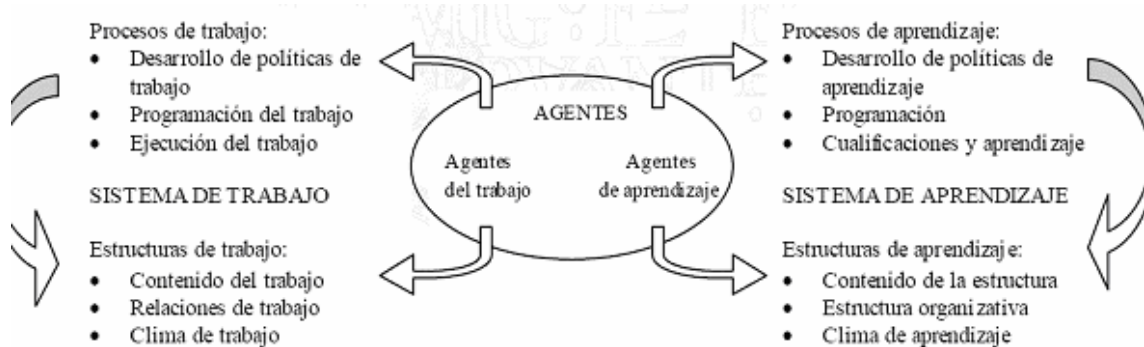 Procesos de trabajo:
• Desarrollo de políticas de
trabajo
• Programación del trabajo
• Ejecución del trabajo
SISTEMA DE TRABAJO
Estructuras de trabajo:
• Contenido del trabajo
• Relaciones de trabajo
• Clima de trabajo
AGENTES
Agentes
del trabajo
Agentes
de aprendizaje
Procesos de aprendizaje:
• Desarrollo de políticas de
aprendizaje
• Programación
• Cualificaciones y aprendizaje
SISTEMA DE APRENDIZAJE
Estructuras de aprendizaje:
• Contenido de la estructura
• Estructura organizativa
• Clima de aprendizaje